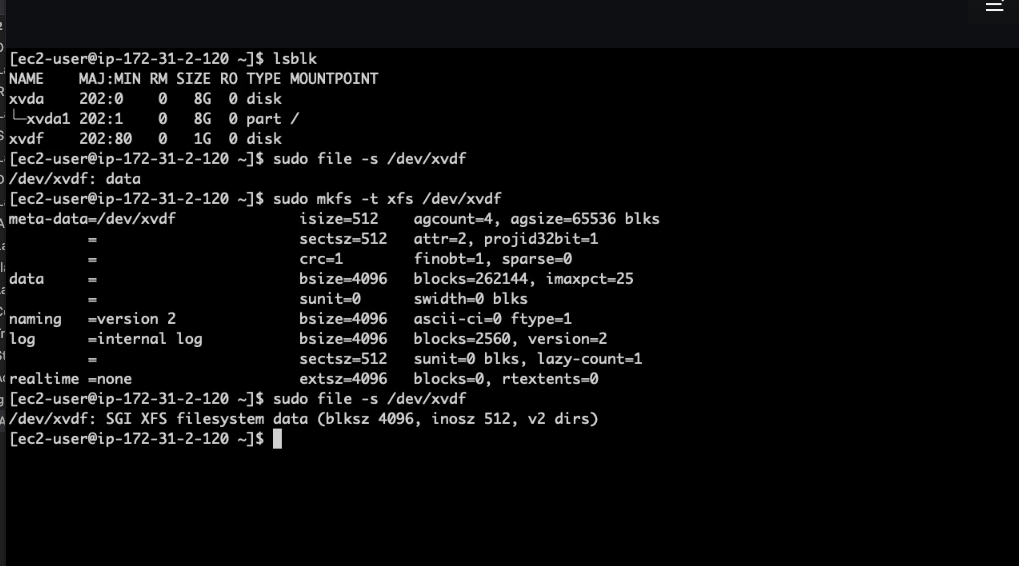 [ec2-user@ip-172-31-2-120 ~]$ lsblk
NAME    MAJ:MIN RM SIZE RO TYPE MOUNTPOINT
xvda    202:0    0   8G  0 disk
└─xvda1 202:1    0   8G  0 part /
xvdf    202:80   0   1G  0 disk
[ec2-user@ip-172-31-2-120 ~]$ sudo file -s /dev/xvdf
/dev/xvdf: data
[ec2-user@ip-172-31-2-120 ~]$ sudo mkfs -t xfs /dev/xvdf
meta-data=/dev/xvdf              isize=512    agcount=4, agsize=65536 blks
         =                       sectsz=512   attr=2, projid32bit=1
         =                       crc=1        finobt=1, sparse=0
data     =                       bsize=4096   blocks=262144, imaxpct=25
         =                       sunit=0      swidth=0 blks
naming   =version 2              bsize=4096   ascii-ci=0 ftype=1
log      =internal log           bsize=4096   blocks=2560, version=2
         =                       sectsz=512   sunit=0 blks, lazy-count=1
realtime =none                   extsz=4096   blocks=0, rtextents=0
[ec2-user@ip-172-31-2-120 ~]$ sudo file -s /dev/xvdf
/dev/xvdf: SGI XFS filesystem data (blksz 4096, inosz 512, v2 dirs)
[ec2-user@ip-172-31-2-120 ~]$